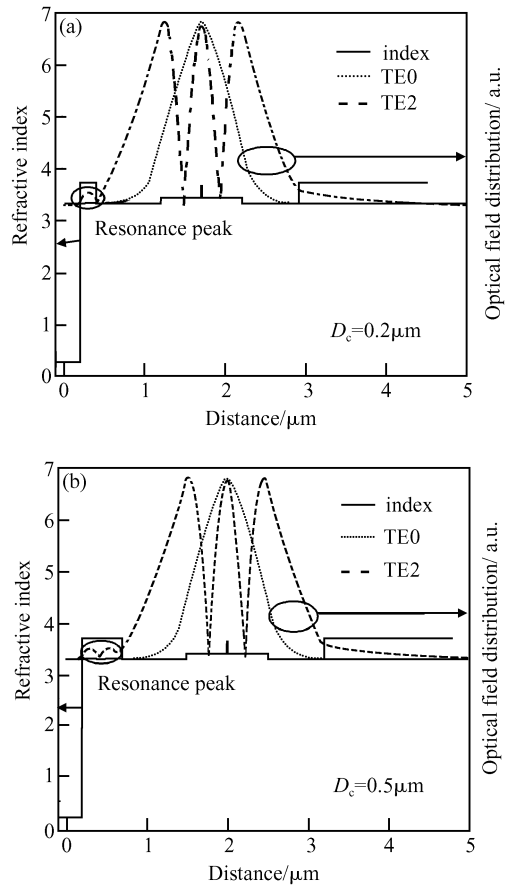 (a)
7
6
5
4
3
2
1
0
Refractive index
index
TE0
TE2
Resonance peak
D_c=0.2μm
Optical field distribution/ a.u.
0 1 2 3 4 5
Distance/μm
(b)
7
6
5
4
3
2
1
0
Refractive index
index
TE0
TE2
Resonance peak
D_c=0.5μm
Optical field distribution/ a.u.
0 1 2 3 4 5
Distance/μm